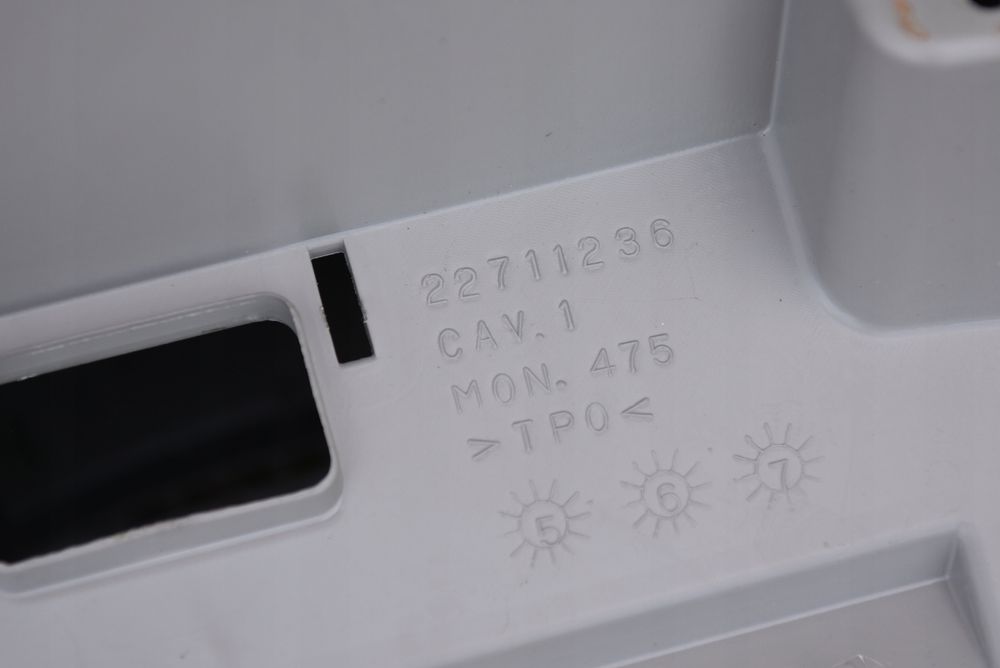 22711236
CAV. 1
MON. 475
>TPO<
5 6 7